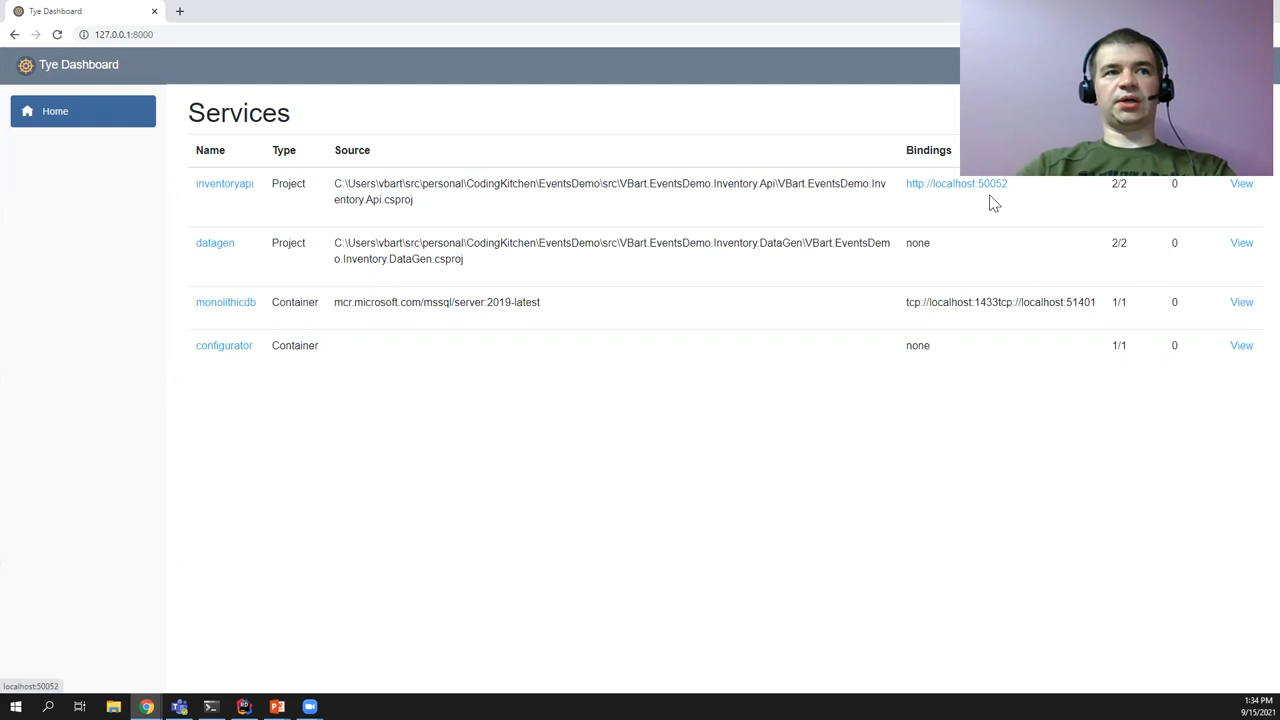 Tye Dashboard
127.0.0.1:8000
Tye Dashboard
Home
Services
Name Type Source Bindings
inventoryapi Project C:\Users\vbart\src\personal\CodingKitchen\EventsDemo\src\VBart.EventsDemo.Inventory.Api\VBart.EventsDemo.Inv http://localhost:50052 2/2 0 View
entory.Api.csproj
datagen Project C:\Users\vbart\src\personal\CodingKitchen\EventsDemo\src\VBart.EventsDemo.Inventory.DataGen\VBart.EventsDem none 2/2 0 View
o.Inventory.DataGen.csproj
monolithicdb Container mcr.microsoft.com/mssql/server:2019-latest tcp://localhost:1433tcp://localhost:51401 1/1 0 View
configurator Container none 1/1 0 View
localhost:50052
1:34 PM
9/15/2021